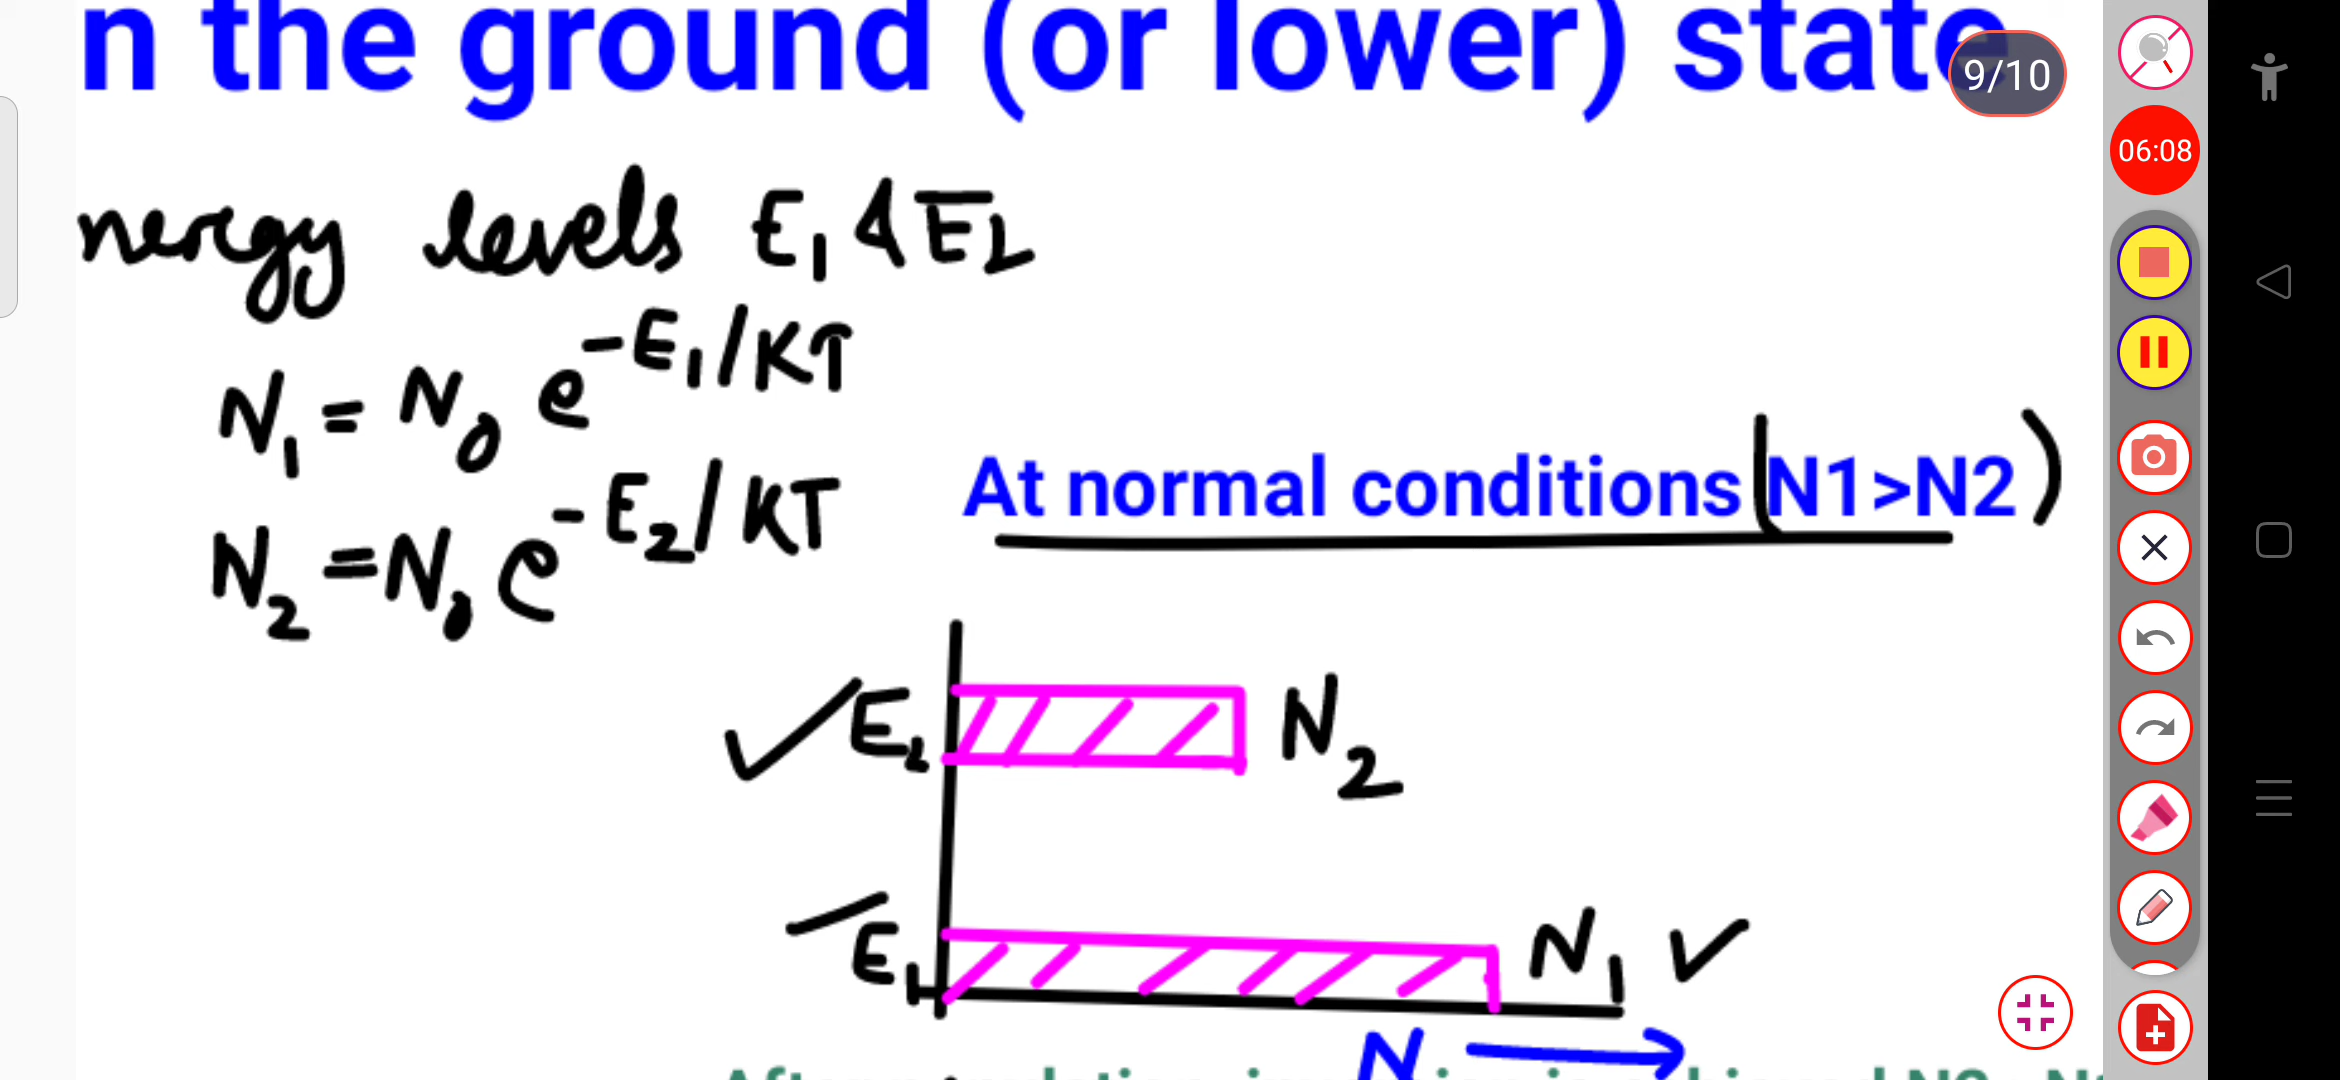 n the ground (or lower) state
9/10
06:08
nergy levels E1 & E2
N1 = N0 e^-E1/KT
At normal conditions (N1>N2)
N2 = N0 e^-E2/KT
E2 N2
E1 N1
N